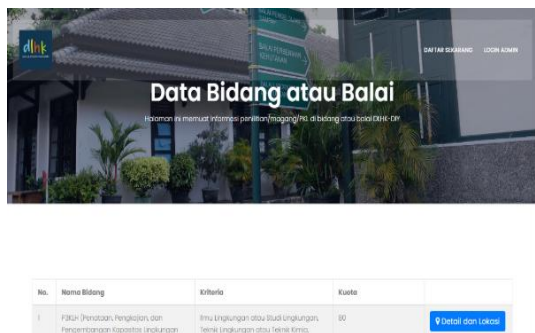 dlhk
DAFTAR SEKARANG LOGIN ADMIN
Data Bidang atau Balai
Halaman ini memuat informasi penilitian/magang/PKL di bidang atau balai DLHK-DIY
No. Nama Bidang Kriteria Kuota
1 P3KLH (Penataan, Pengkajian, dan Ilmu Lingkungan atau Studi Lingkungan, Detail dan Lokasi
Pengembangan Kapasitas Lingkungan Teknik Lingkungan atau Teknik Kimia,